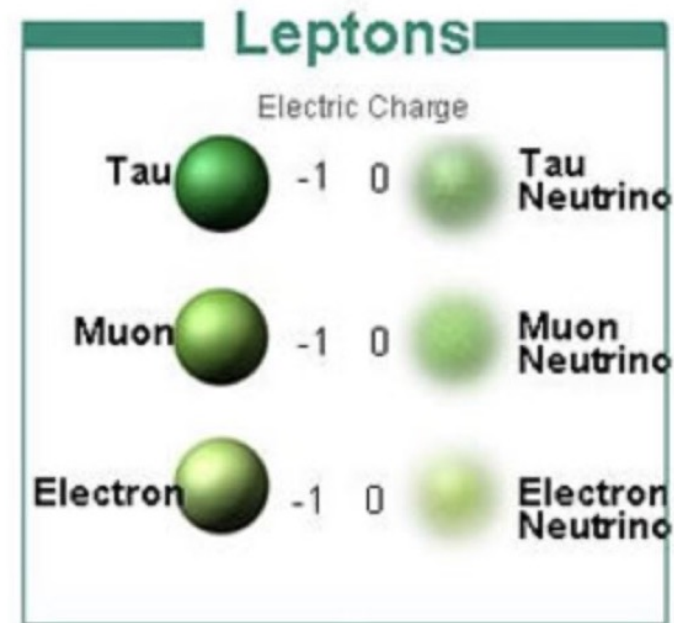 Leptons
Electric Charge
Tau -1 0 Tau
Neutrino
Muon -1 0 Muon
Neutrino
Electron -1 0 Electron
Neutrino